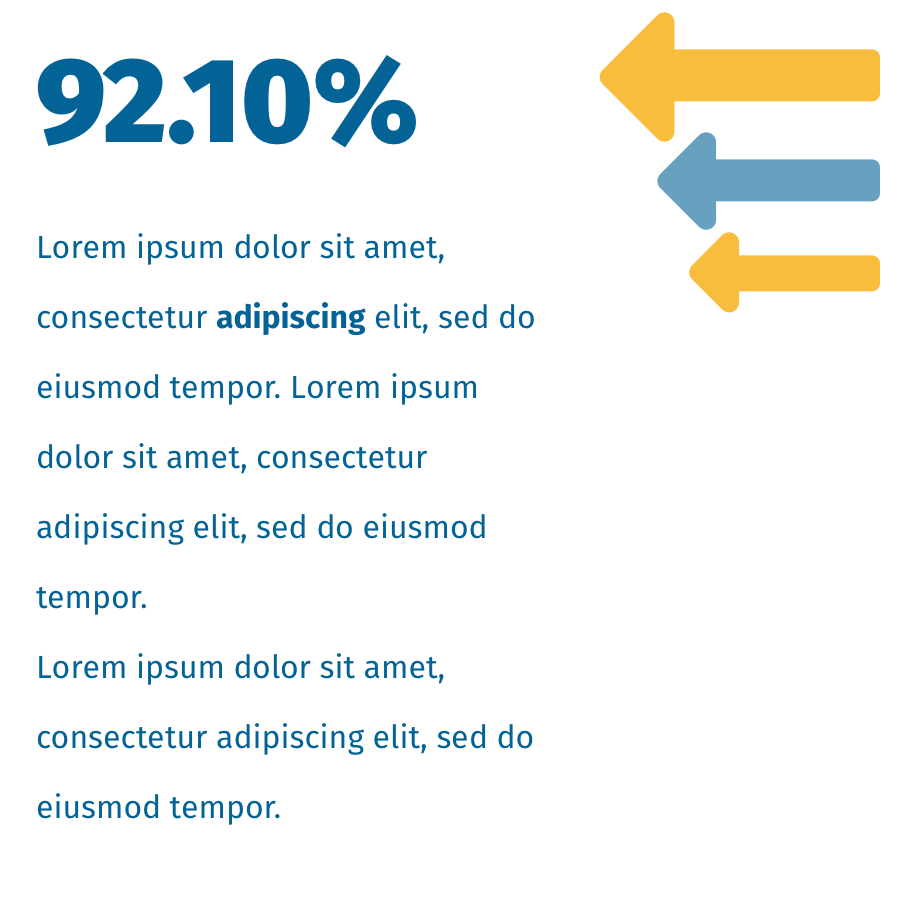 92.10%
Lorem ipsum dolor sit amet,
consectetur adipiscing elit, sed do
eiusmod tempor. Lorem ipsum
dolor sit amet, consectetur
adipiscing elit, sed do eiusmod
tempor.
Lorem ipsum dolor sit amet,
consectetur adipiscing elit, sed do
eiusmod tempor.